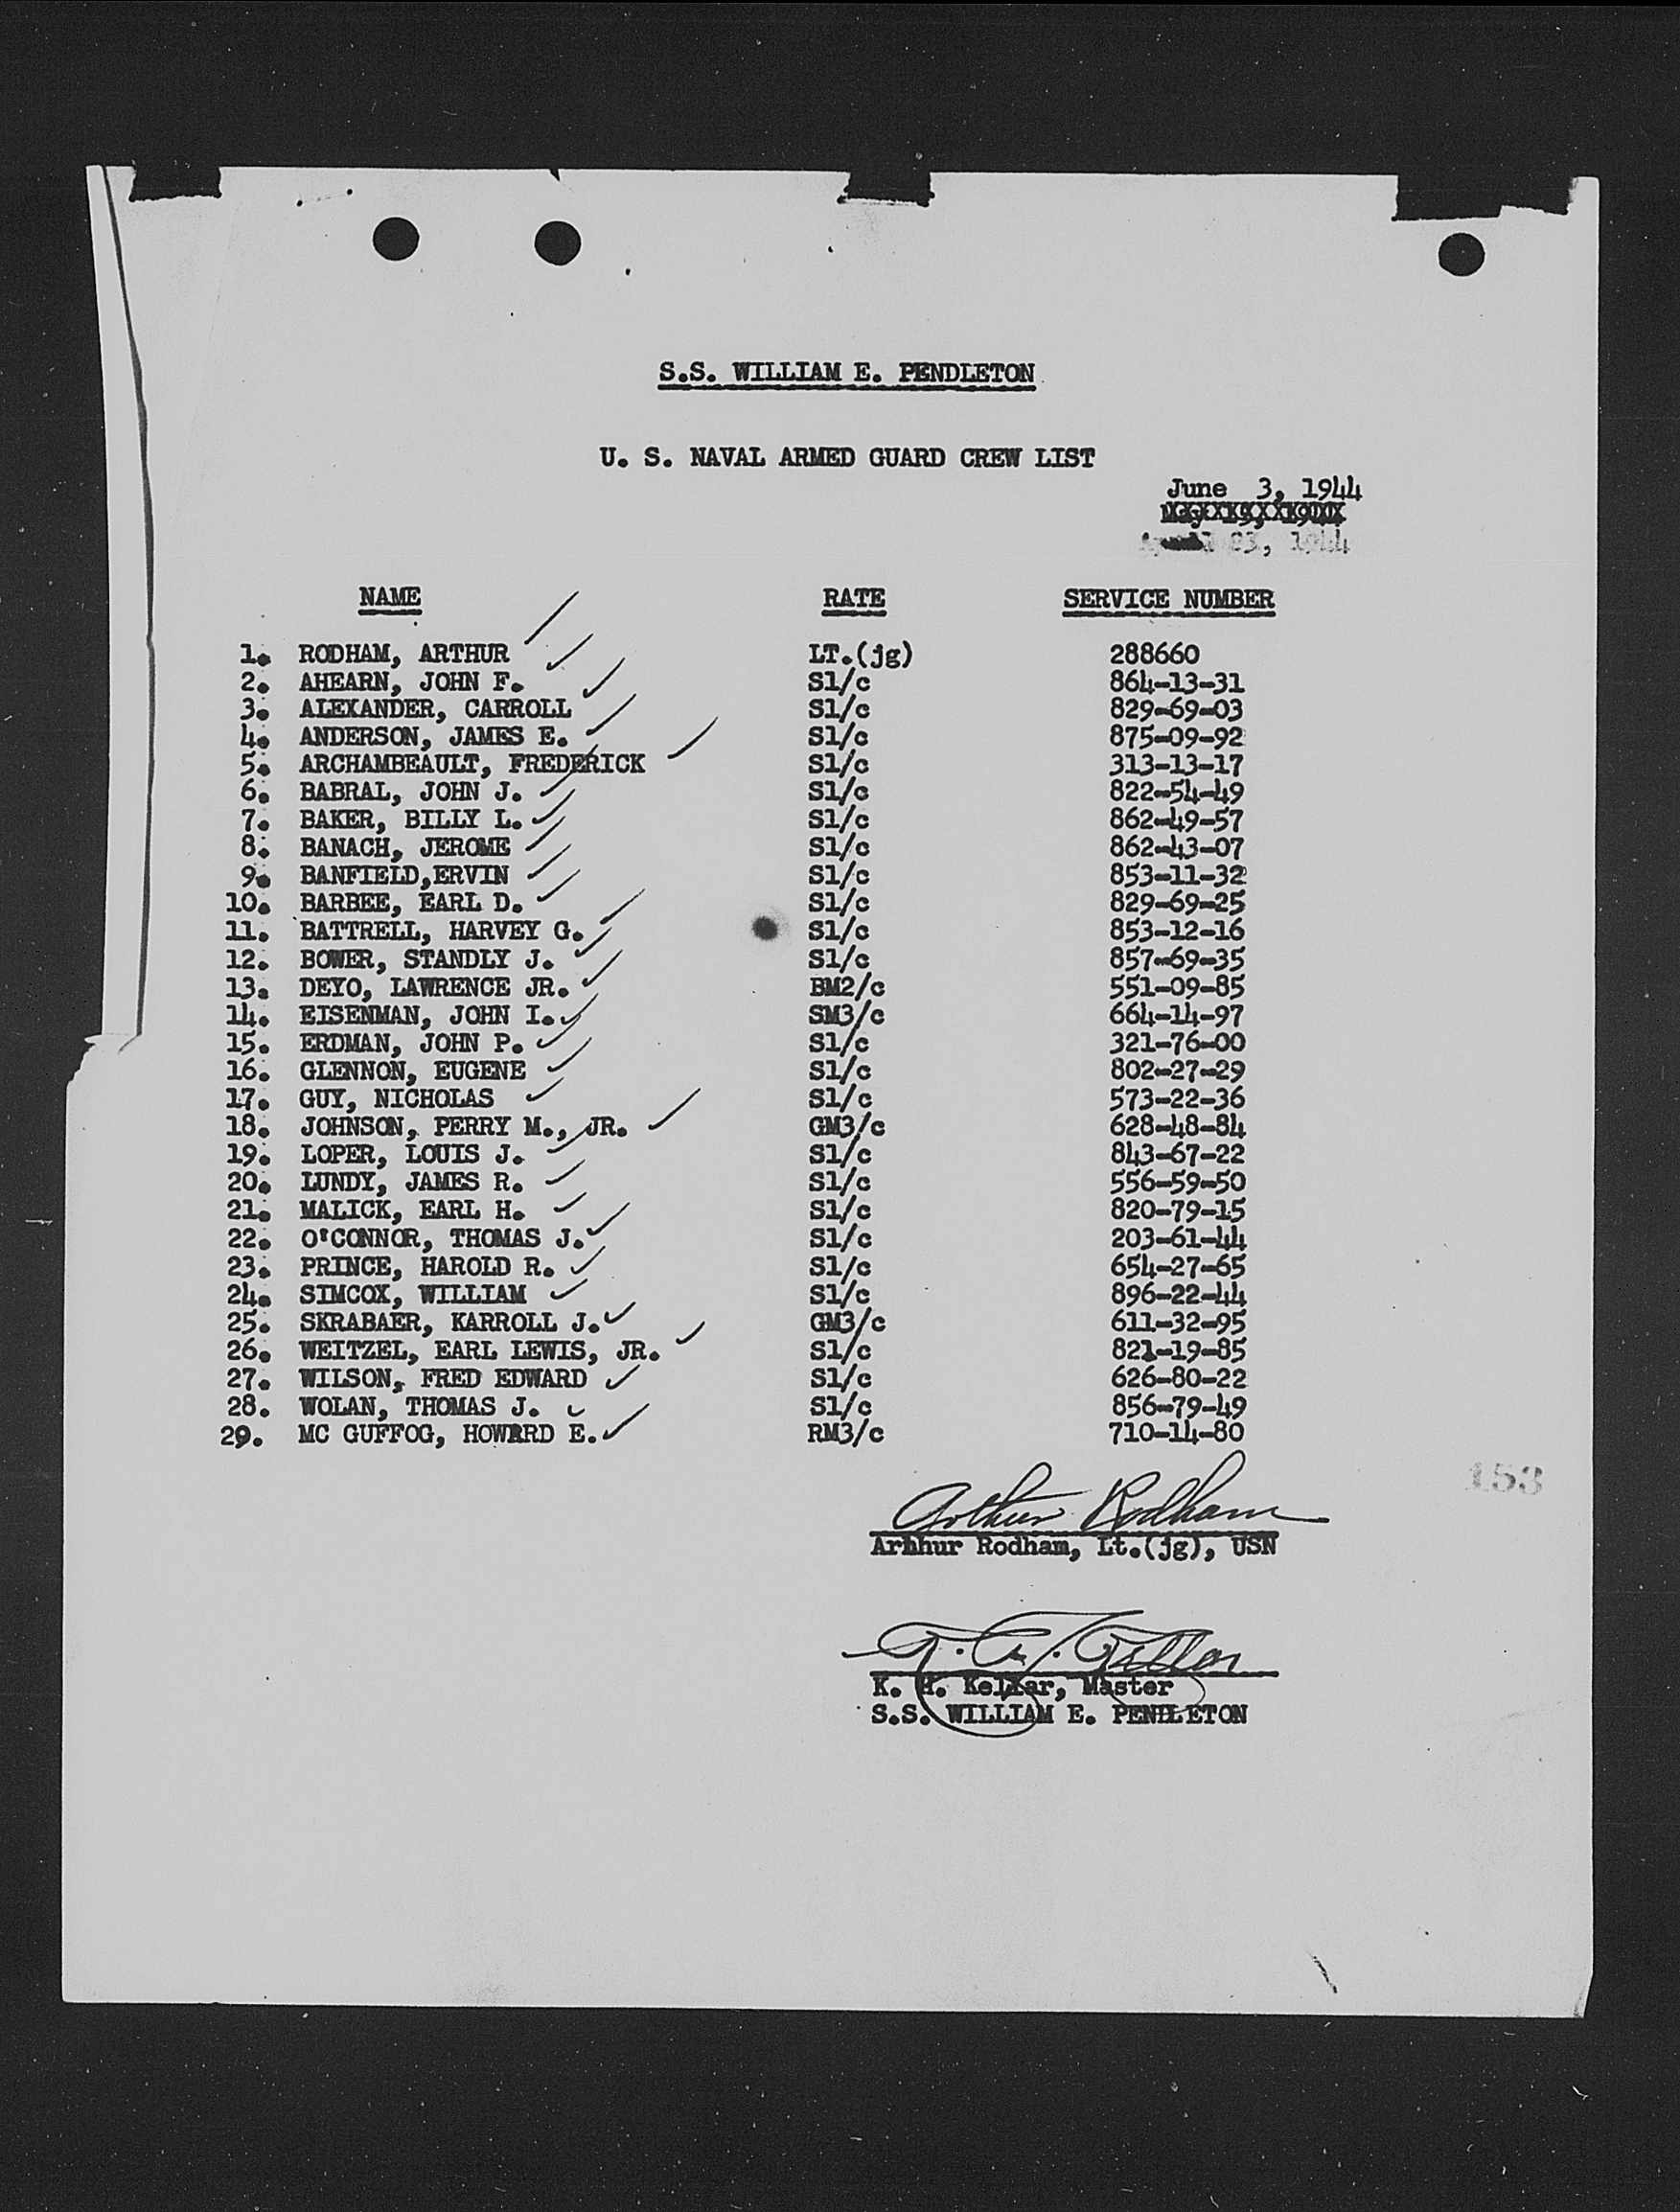 S.S. WILLIAM E. PENDLETON
U. S. NAVAL ARMED GUARD CREW LIST
June 3, 1944
1944
NAME RATE SERVICE NUMBER
1. RODHAM, ARTHUR LT.(jg) 288660
2. AHEARN, JOHN F. S1/c 864-13-31
3. ALEXANDER, CARROLL S1/c 829-69-03
4. ANDERSON, JAMES E. S1/c 875-09-92
5. ARCHAMBEAULT, FREDERICK S1/c 313-13-17
6. BABRAL, JOHN J. S1/c 822-54-49
7. BAKER, BILLY L. S1/c 862-49-57
8. BANACH, JEROME S1/c 862-43-07
9. BANFIELD,ERVIN S1/c 853-11-32
10. BARBEE, EARL D. S1/c 829-69-25
11. BATTRELL, HARVEY G. S1/c 853-12-16
12. BOWER, STANDLY J. S1/c 857-69-35
13. DEYO, LAWRENCE JR. BM2/c 551-09-85
14. EISENMAN, JOHN I. SM3/c 664-14-97
15. ERDMAN, JOHN P. S1/c 321-76-00
16. GLENNON, EUGENE S1/c 802-27-29
17. GUY, NICHOLAS S1/c 573-22-36
18. JOHNSON, PERRY M., JR. GM3/c 628-48-84
19. LOPER, LOUIS J. S1/c 843-67-22
20. LUNDY, JAMES R. S1/c 556-59-50
21. MALICK, EARL H. S1/c 820-79-15
22. O'CONNOR, THOMAS J. S1/c 203-61-44
23. PRINCE, HAROLD R. S1/c 654-27-65
24. SIMCOX, WILLIAM S1/c 896-22-44
25. SKRABAER, KARROLL J. GM3/c 611-32-95
26. WEITZEL, EARL LEWIS, JR. S1/c 821-19-85
27. WILSON, FRED EDWARD S1/c 626-80-22
28. WOLAN, THOMAS J. S1/c 856-79-49
29. MC GUFFOG, HOWARD E. RM3/c 710-14-80
153
Arthur Rodham
Arhhur Rodham, Lt.(jg), USN
K. H. Kellar, Master
S.S. WILLIAM E. PENDLETON